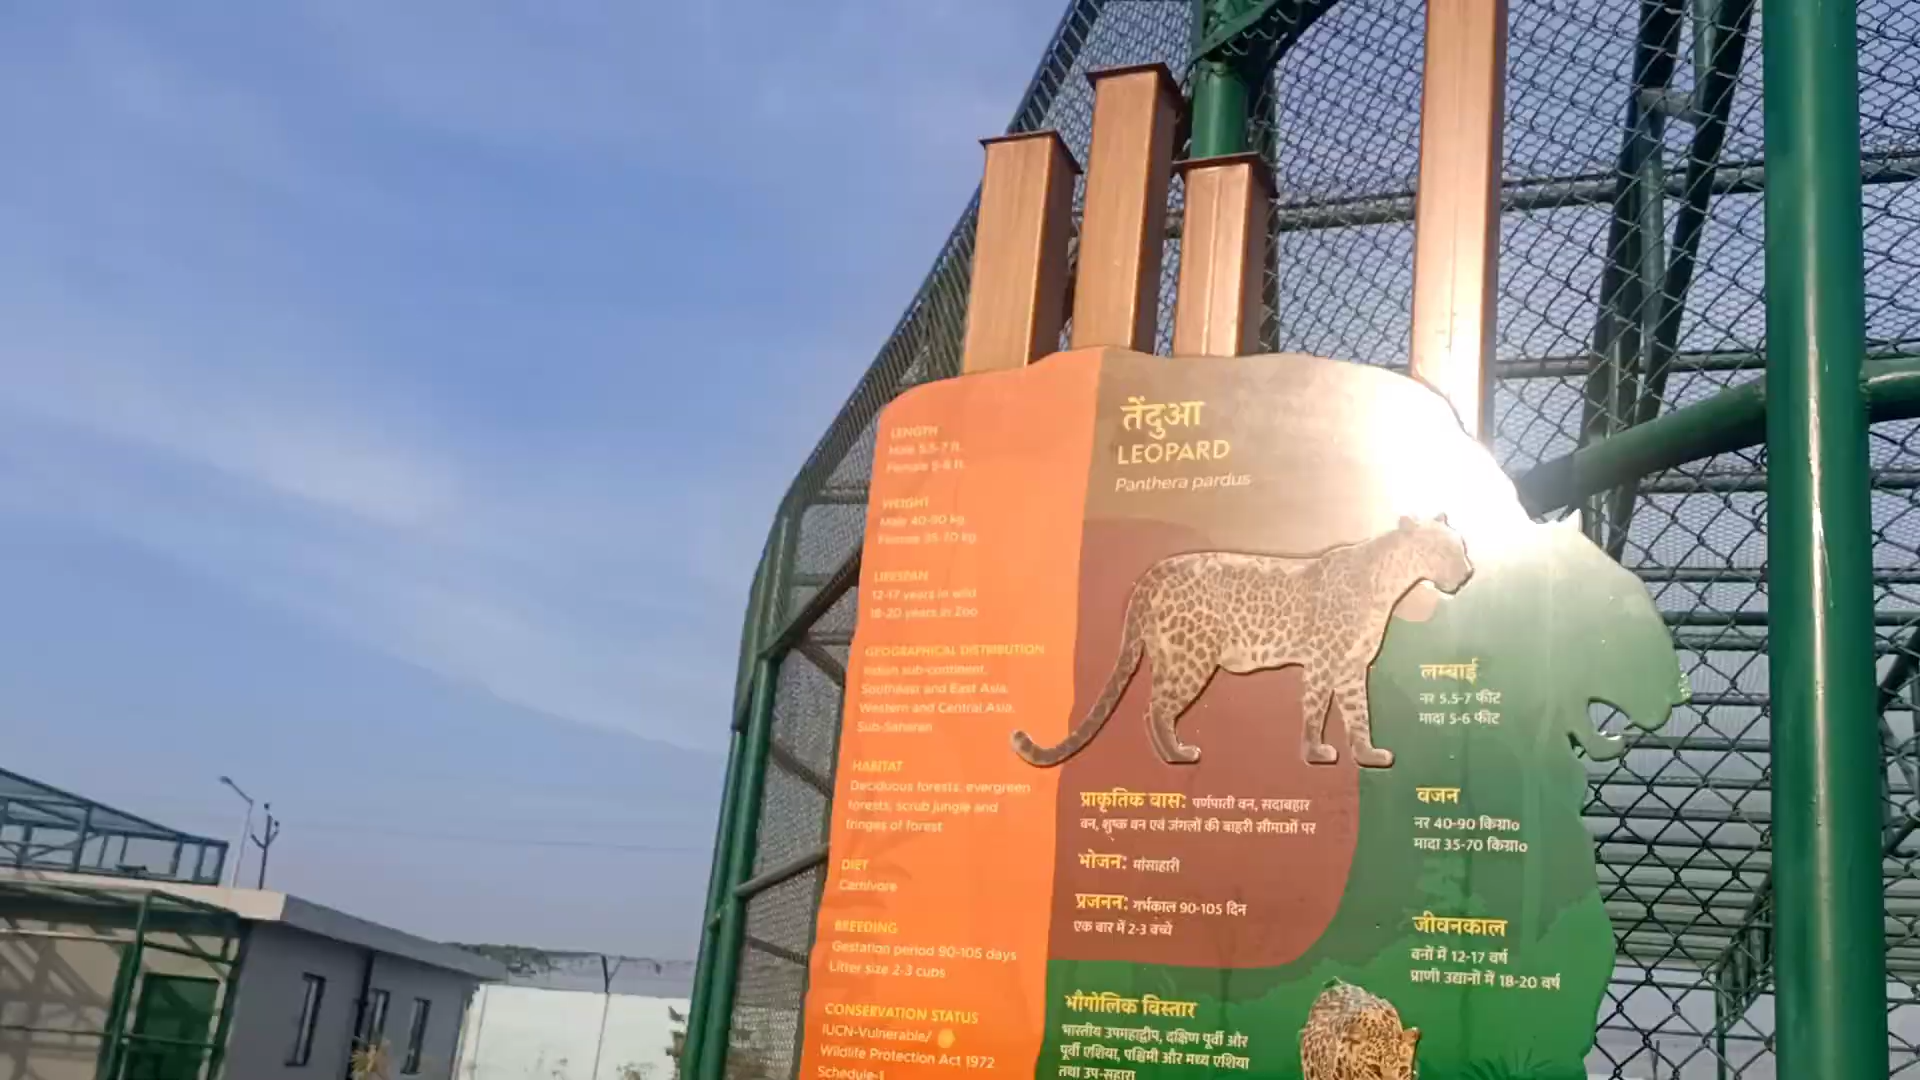 LENGTH
Male 5.5-7 ft.
Female 5-6 ft.
WEIGHT
Male 40-90 kg
Female 35-70 kg
LIFESPAN
12-17 years in wild
18-20 years in Zoo
GEOGRAPHICAL DISTRIBUTION
Indian sub-continent,
Southeast and East Asia,
Western and Central Asia,
Sub-Saharan
HABITAT
Deciduous forests, evergreen
forests, scrub jungle and
fringes of forest
DIET
Carnivore
BREEDING
Gestation period 90-105 days
Litter size 2-3 cubs
CONSERVATION STATUS
IUCN-Vulnerable/
Wildlife Protection Act 1972
Schedule-1
तेंदुआ
LEOPARD
Panthera pardus
प्राकृतिक वास: पर्णपाती वन, सदाबहार
वन, शुष्क वन एवं जंगलों की बाहरी सीमाओं पर
भोजन: मांसाहारी
प्रजनन: गर्भकाल 90-105 दिन
एक बार में 2-3 बच्चे
भौगोलिक विस्तार
भारतीय उपमहाद्वीप, दक्षिण पूर्वी और
पूर्वी एशिया, पश्चिमी और मध्य एशिया
तथा उप-सहारा
लम्बाई
नर 5.5-7 फीट
मादा 5-6 फीट
वजन
नर 40-90 किग्रा०
मादा 35-70 किग्रा०
जीवनकाल
वनों में 12-17 वर्ष
प्राणी उद्यानों में 18-20 वर्ष